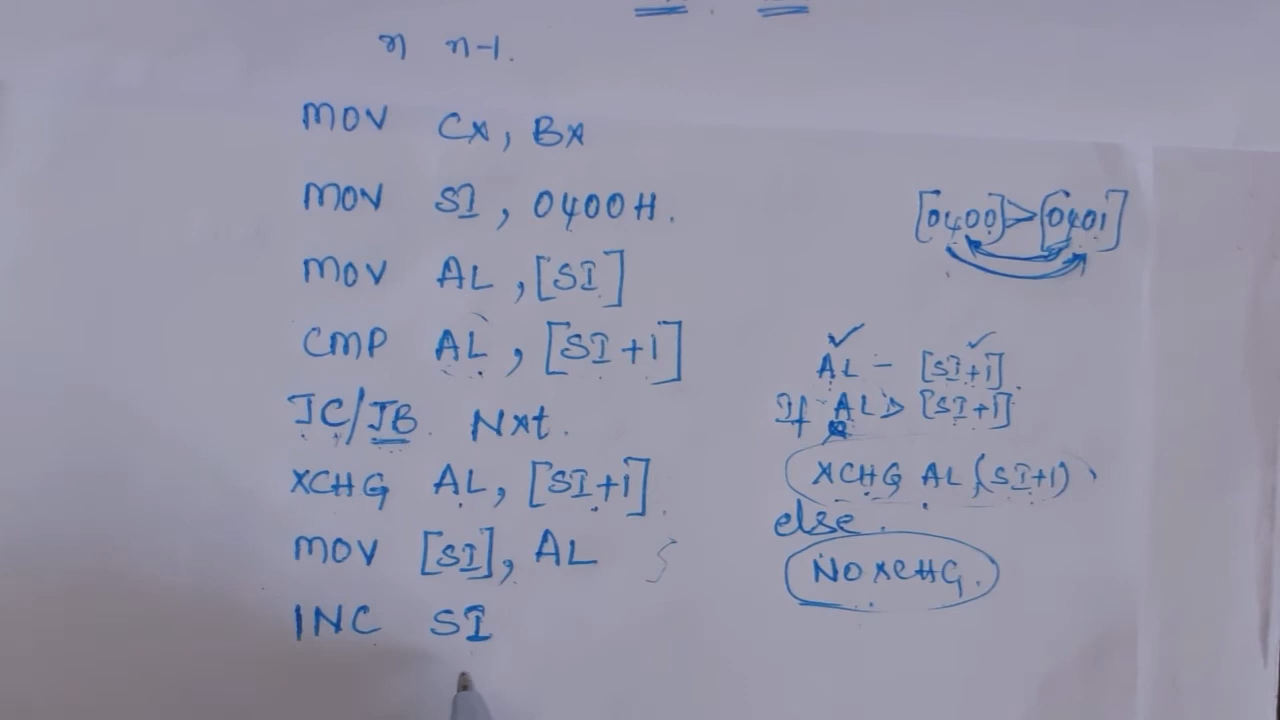 n n-1.
MOV CX, BX
MOV SI, 0400H.
MOV AL, [SI]
CMP AL, [SI+1]
JC/JB Nxt.
XCHG AL, [SI+1]
MOV [SI], AL
INC SI
[0400]>[0401]
AL - [SI+1]
If AL> [SI+1]
XCHG AL,(SI+1)
else.
NO XCHG.